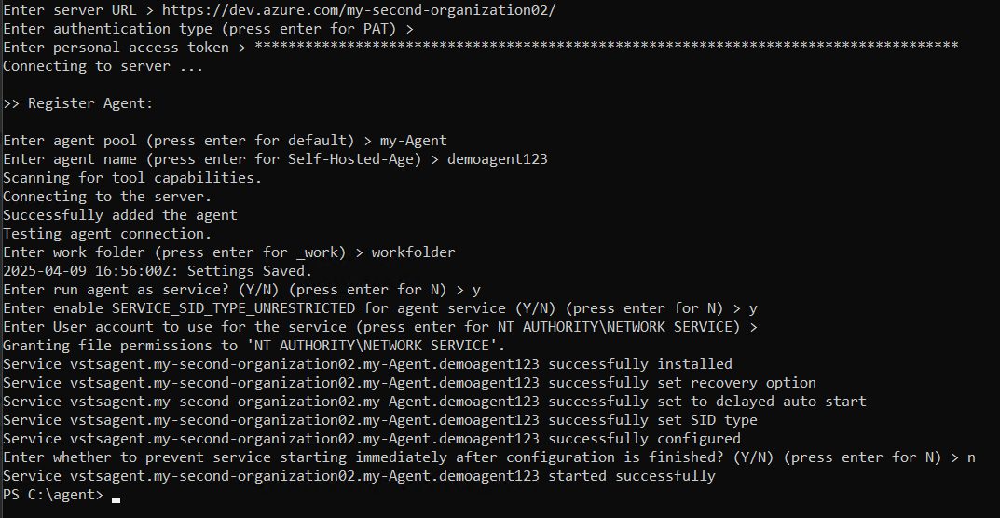 Enter server URL > https://dev.azure.com/my-second-organization02/
Enter authentication type (press enter for PAT) >
Enter personal access token > ************************************************************************************
Connecting to server ...
>> Register Agent:
Enter agent pool (press enter for default) > my-Agent
Enter agent name (press enter for Self-Hosted-Age) > demoagent123
Scanning for tool capabilities.
Connecting to the server.
Successfully added the agent
Testing agent connection.
Enter work folder (press enter for _work) > workfolder
2025-04-09 16:56:00Z: Settings Saved.
Enter run agent as service? (Y/N) (press enter for N) > y
Enter enable SERVICE_SID_TYPE_UNRESTRICTED for agent service (Y/N) (press enter for N) > y
Enter User account to use for the service (press enter for NT AUTHORITY\NETWORK SERVICE) >
Granting file permissions to 'NT AUTHORITY\NETWORK SERVICE'.
Service vstsagent.my-second-organization02.my-Agent.demoagent123 successfully installed
Service vstsagent.my-second-organization02.my-Agent.demoagent123 successfully set recovery option
Service vstsagent.my-second-organization02.my-Agent.demoagent123 successfully set to delayed auto start
Service vstsagent.my-second-organization02.my-Agent.demoagent123 successfully set SID type
Service vstsagent.my-second-organization02.my-Agent.demoagent123 successfully configured
Enter whether to prevent service starting immediately after configuration is finished? (Y/N) (press enter for N) > n
Service vstsagent.my-second-organization02.my-Agent.demoagent123 started successfully
PS C:\agent>